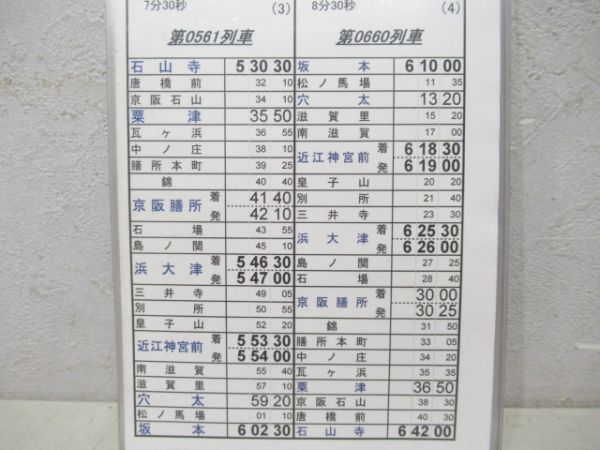 7分30秒 (3)
第0561列車
石山寺 5 30 30
唐橋前 32 10
京阪石山 34 10
粟津 35 50
瓦ヶ浜 36 55
中ノ庄 38 10
膳所本町 39 25
錦 40 40
京阪膳所 着 41 40
発 42 10
石場 43 55
島ノ関 45 10
浜大津 着 5 46 30
発 5 47 00
三井寺 49 05
別所 50 55
皇子山 52 20
近江神宮前 着 5 53 30
発 5 54 00
南滋賀 55 40
滋賀里 57 10
穴太 59 20
松ノ馬場 01 10
坂本 6 02 30
8分30秒 (4)
第0660列車
坂本 6 10 00
松ノ馬場 11 35
穴太 13 20
滋賀里 15 20
南滋賀 17 00
近江神宮前 着 6 18 30
発 6 19 00
皇子山 20 20
別所 21 40
三井寺 23 30
浜大津 着 6 25 30
発 6 26 00
島ノ関 27 25
石場 28 40
京阪膳所 着 30 00
発 30 25
錦 31 50
膳所本町 33 05
中ノ庄 34 20
瓦ヶ浜 35 35
粟津 36 50
京阪石山 38 30
唐橋前 40 30
石山寺 6 42 00